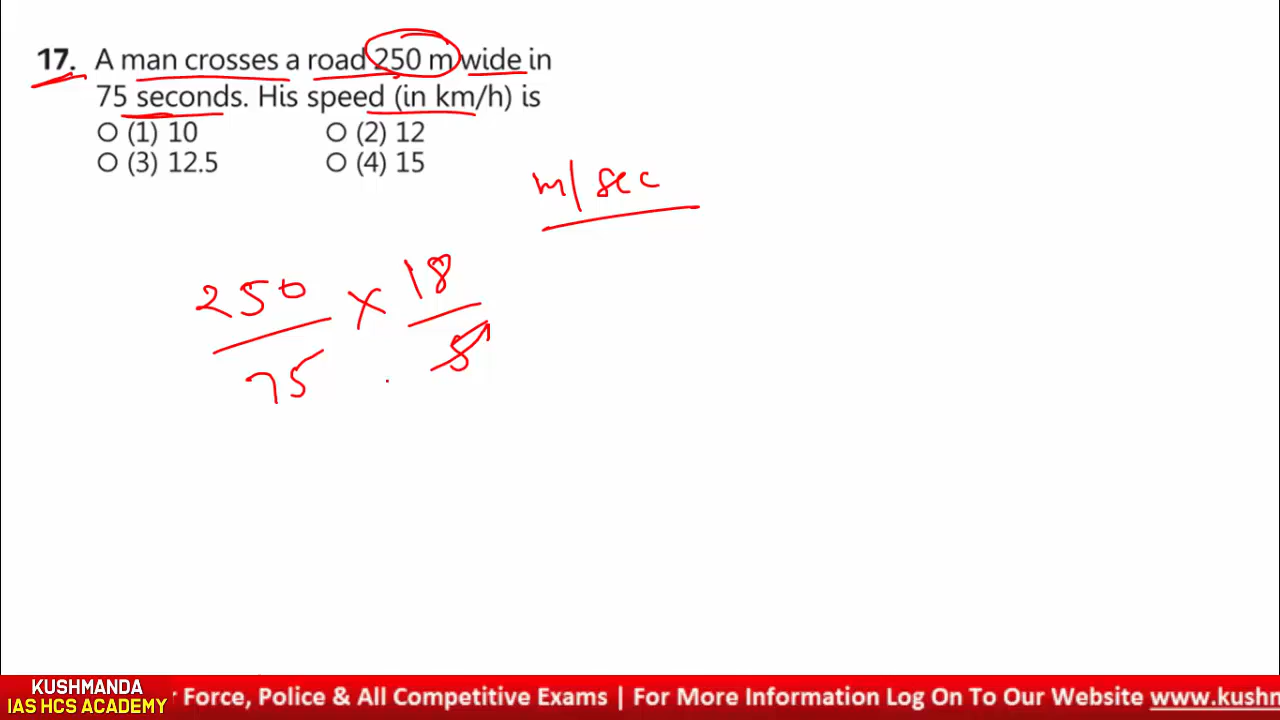 17. A man crosses a road 250 m wide in
75 seconds. His speed (in km/h) is
O (1) 10 O (2) 12
O (3) 12.5 O (4) 15
m/sec
250/75 × 18/5
KUSHMANDA
IAS HCS ACADEMY
Force, Police & All Competitive Exams | For More Information Log On To Our Website www.kushm